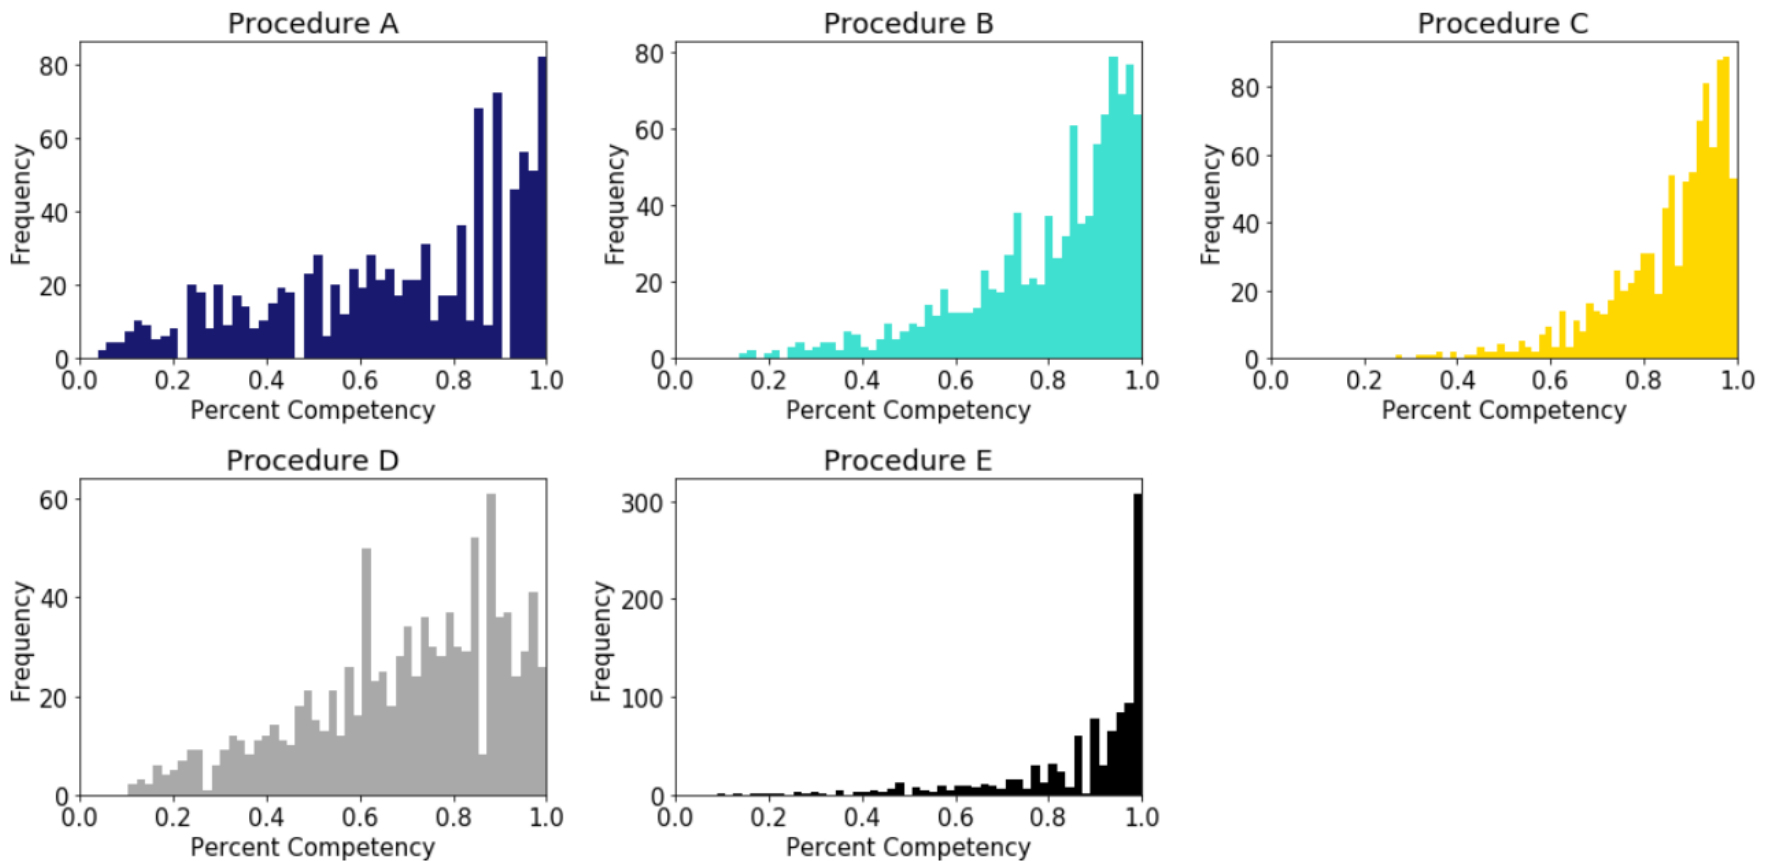 Procedure A
Frequency
80
60
40
20
0
0.0 0.2 0.4 0.6 0.8 1.0
Percent Competency
Procedure B
Frequency
80
60
40
20
0
0.0 0.2 0.4 0.6 0.8 1.0
Percent Competency
Procedure C
Frequency
80
60
40
20
0
0.0 0.2 0.4 0.6 0.8 1.0
Percent Competency
Procedure D
Frequency
60
40
20
0
0.0 0.2 0.4 0.6 0.8 1.0
Percent Competency
Procedure E
Frequency
300
200
100
0
0.0 0.2 0.4 0.6 0.8 1.0
Percent Competency